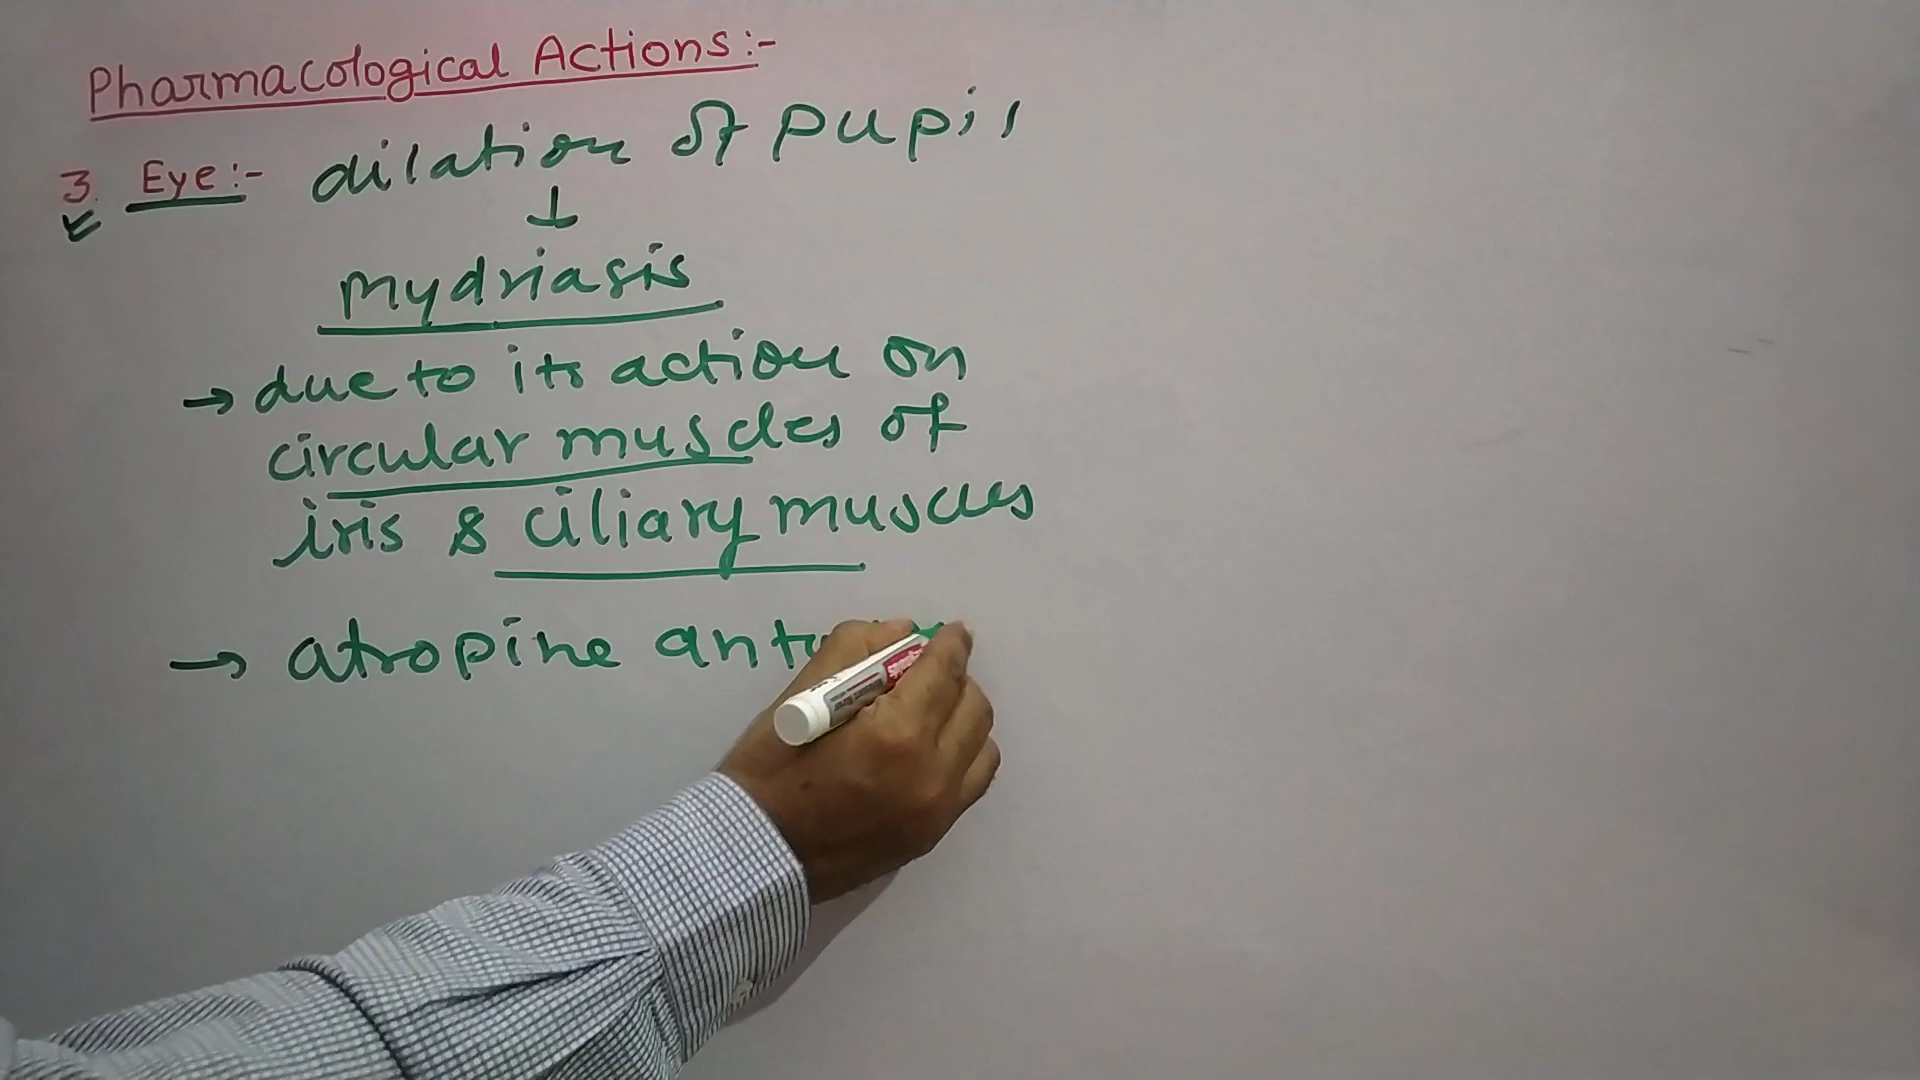 Pharmacological Actions:-
3. Eye:- dilation of pupil
↓
mydriasis
→ due to its action on
circular muscles of
iris & ciliary muscles
→ atropine